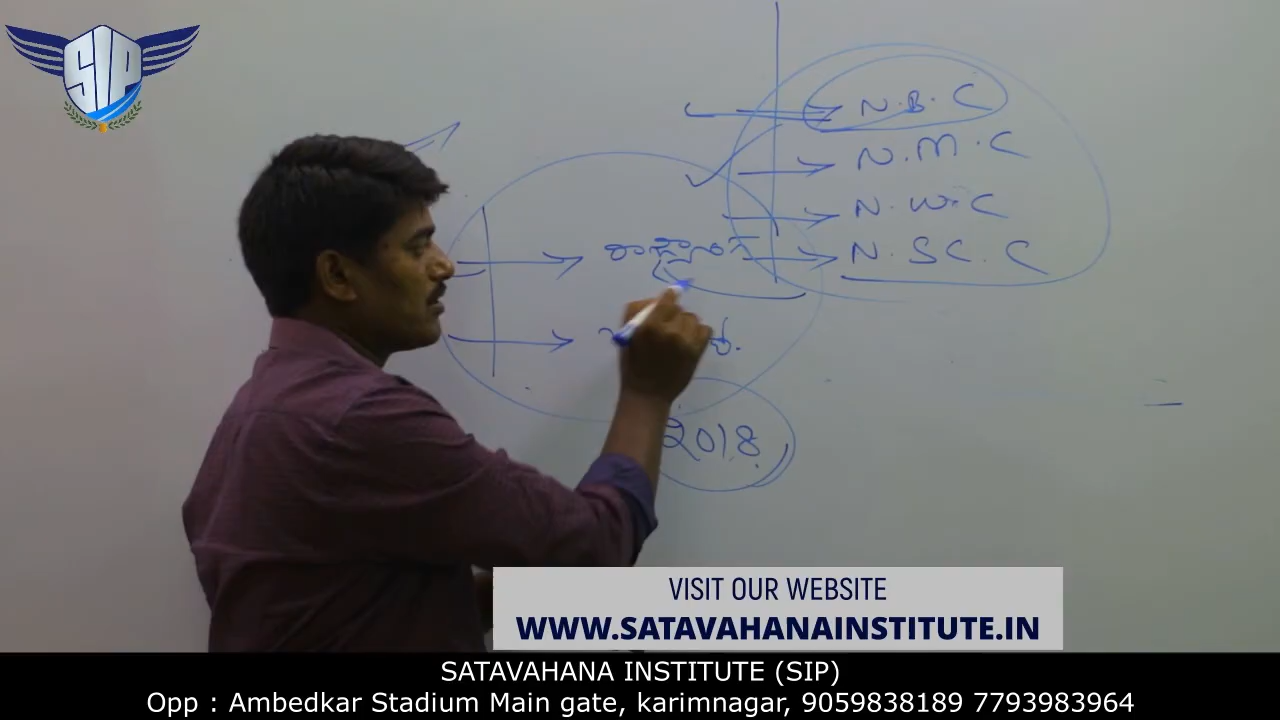 SIP
N.B.C
N.M.C
N.W.C
N.SC.C
2018.
VISIT OUR WEBSITE
WWW.SATAVAHANAINSTITUTE.IN
SATAVAHANA INSTITUTE (SIP)
Opp : Ambedkar Stadium Main gate, karimnagar, 9059838189 7793983964